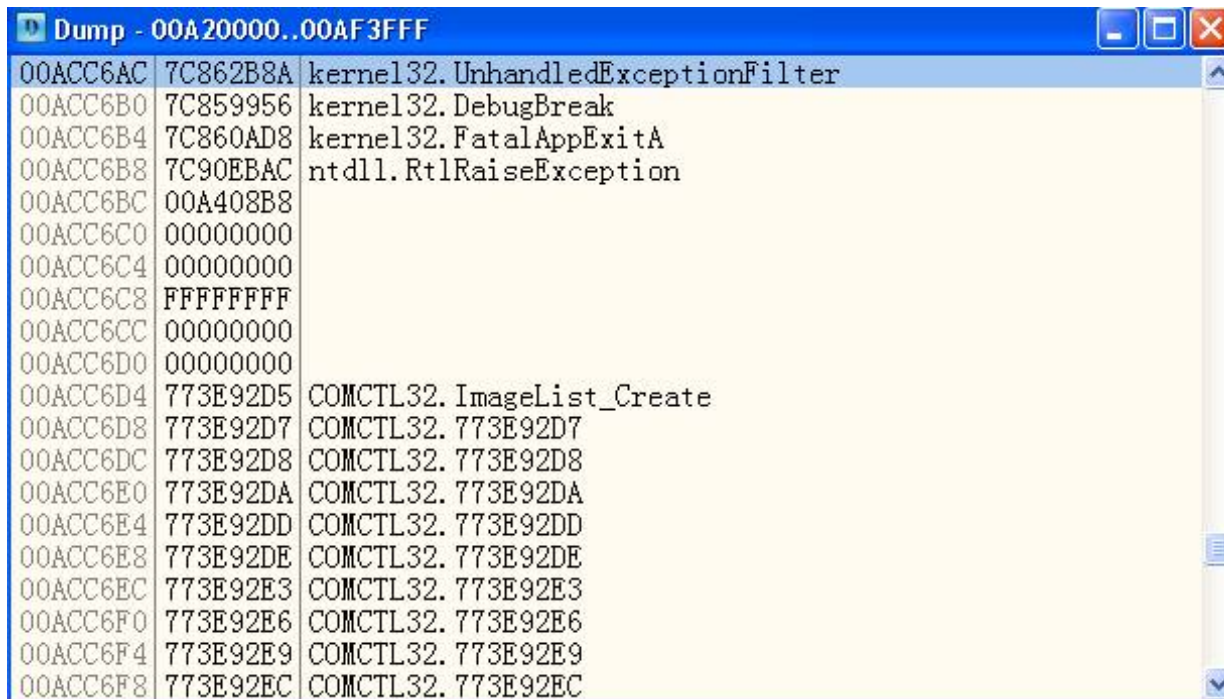 Dump - 00A20000..00AF3FFF
00ACC6AC 7C862B8A kernel32.UnhandledExceptionFilter
00ACC6B0 7C859956 kernel32.DebugBreak
00ACC6B4 7C860AD8 kernel32.FatalAppExitA
00ACC6B8 7C90EBAC ntdll.RtlRaiseException
00ACC6BC 00A408B8
00ACC6C0 00000000
00ACC6C4 00000000
00ACC6C8 FFFFFFFF
00ACC6CC 00000000
00ACC6D0 00000000
00ACC6D4 773E92D5 COMCTL32.ImageList_Create
00ACC6D8 773E92D7 COMCTL32.773E92D7
00ACC6DC 773E92D8 COMCTL32.773E92D8
00ACC6E0 773E92DA COMCTL32.773E92DA
00ACC6E4 773E92DD COMCTL32.773E92DD
00ACC6E8 773E92DE COMCTL32.773E92DE
00ACC6EC 773E92E3 COMCTL32.773E92E3
00ACC6F0 773E92E6 COMCTL32.773E92E6
00ACC6F4 773E92E9 COMCTL32.773E92E9
00ACC6F8 773E92EC COMCTL32.773E92EC